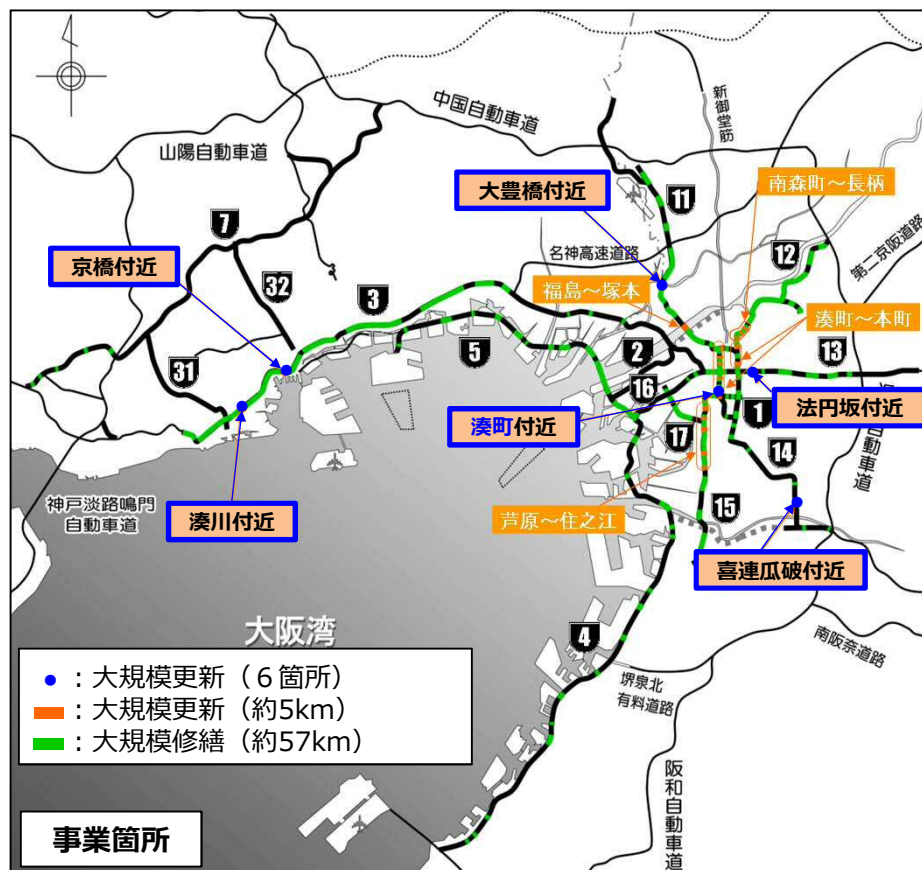 中国自動車道
新御堂筋
山陽自動車道
南森町~長柄
大豊橋付近
11
7
12
第二京阪道路
京橋付近
名神高速道路
32
3
福島~塚本
湊町~本町
5
2
13
31
16
1
法円坂付近
湊町付近
自動車道
17
14
神戸淡路鳴門
自動車道
湊川付近
芦原~住之江
15
喜連瓜破付近
大阪湾
4
南阪奈道路
堺泉北
有料道路
●:大規模更新(6箇所)
:大規模更新(約5km)
:大規模修繕(約57km)
阪和自動車道
事業箇所